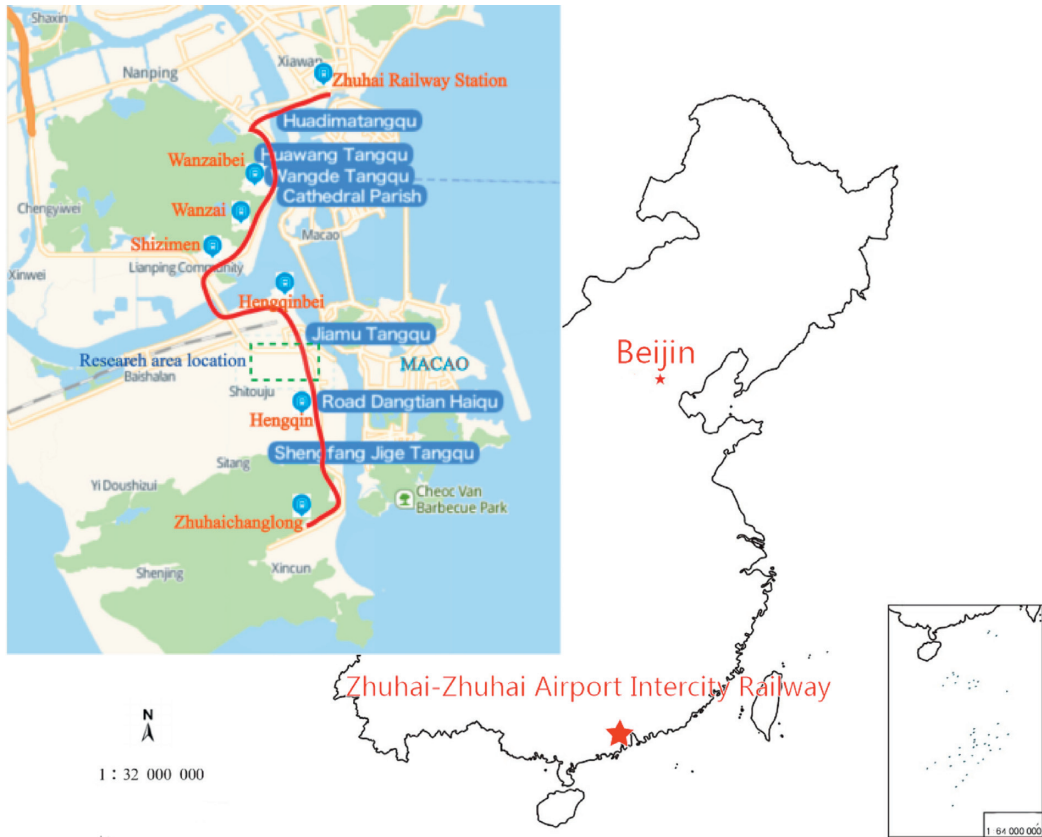 Shaxin
Xiawan
Nanping
Zhuhai Railway Station
Huadimatangqu
Wanzaibei
Huawang Tangqu
Wangde Tangqu
Cathedral Parish
Chengyiwei
Wanzai
Macao
Shizimen
Lianping Community
Xinwei
Hengqinbei
Jiamu Tangqu
Research area location
MACAO
Baishalan
Shitouju
Road Dangtian Haiqu
Hengqin
Shengfang Jige Tangqu
Sitang
Yi Doushizui
Cheoc Van
Barbecue Park
Zhuhaichanglong
Shenjing
Xincun
Beijin
Zhuhai-Zhuhai Airport Intercity Railway
N
1 : 32 000 000
1 64 000 000